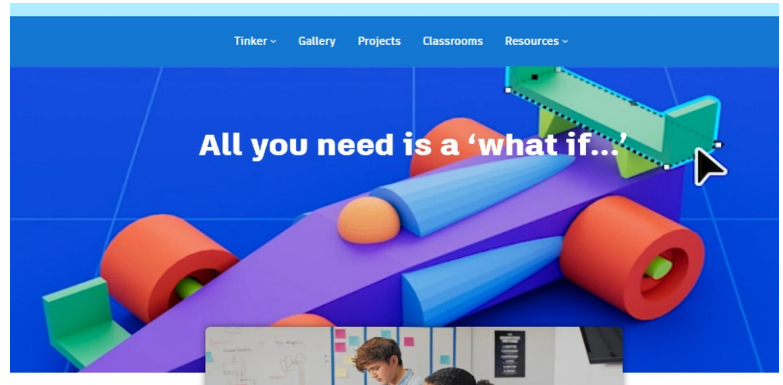 Tinker Gallery Projects Classrooms Resources
All you need is a ‘what if...’